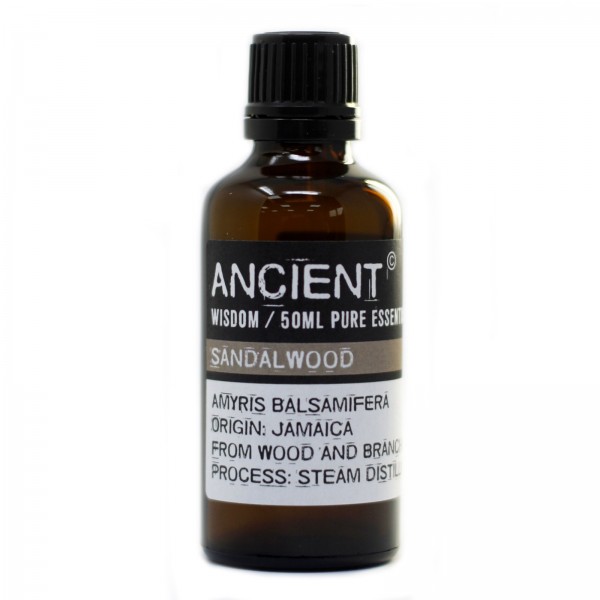 ANCIENT©
WISDOM / 50ML PURE ESSENT
SANDALWOOD
AMYRIS BALSAMIFERA
ORIGIN: JAMAICA
FROM WOOD AND BRANC
PROCESS: STEAM DISTIL